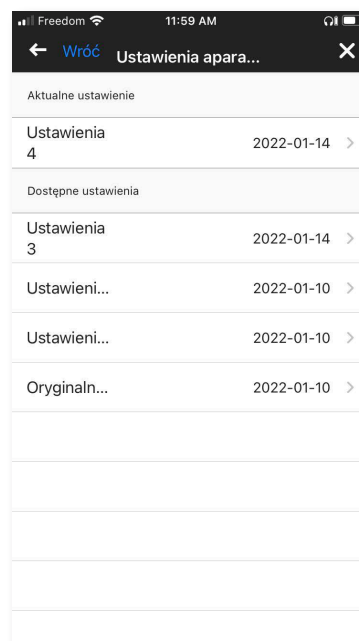 Freedom 11:59 AM
Wróć Ustawienia apara...
Aktualne ustawienie
Ustawienia
4 2022-01-14
Dostępne ustawienia
Ustawienia
3 2022-01-14
Ustawieni... 2022-01-10
Ustawieni... 2022-01-10
Oryginaln... 2022-01-10